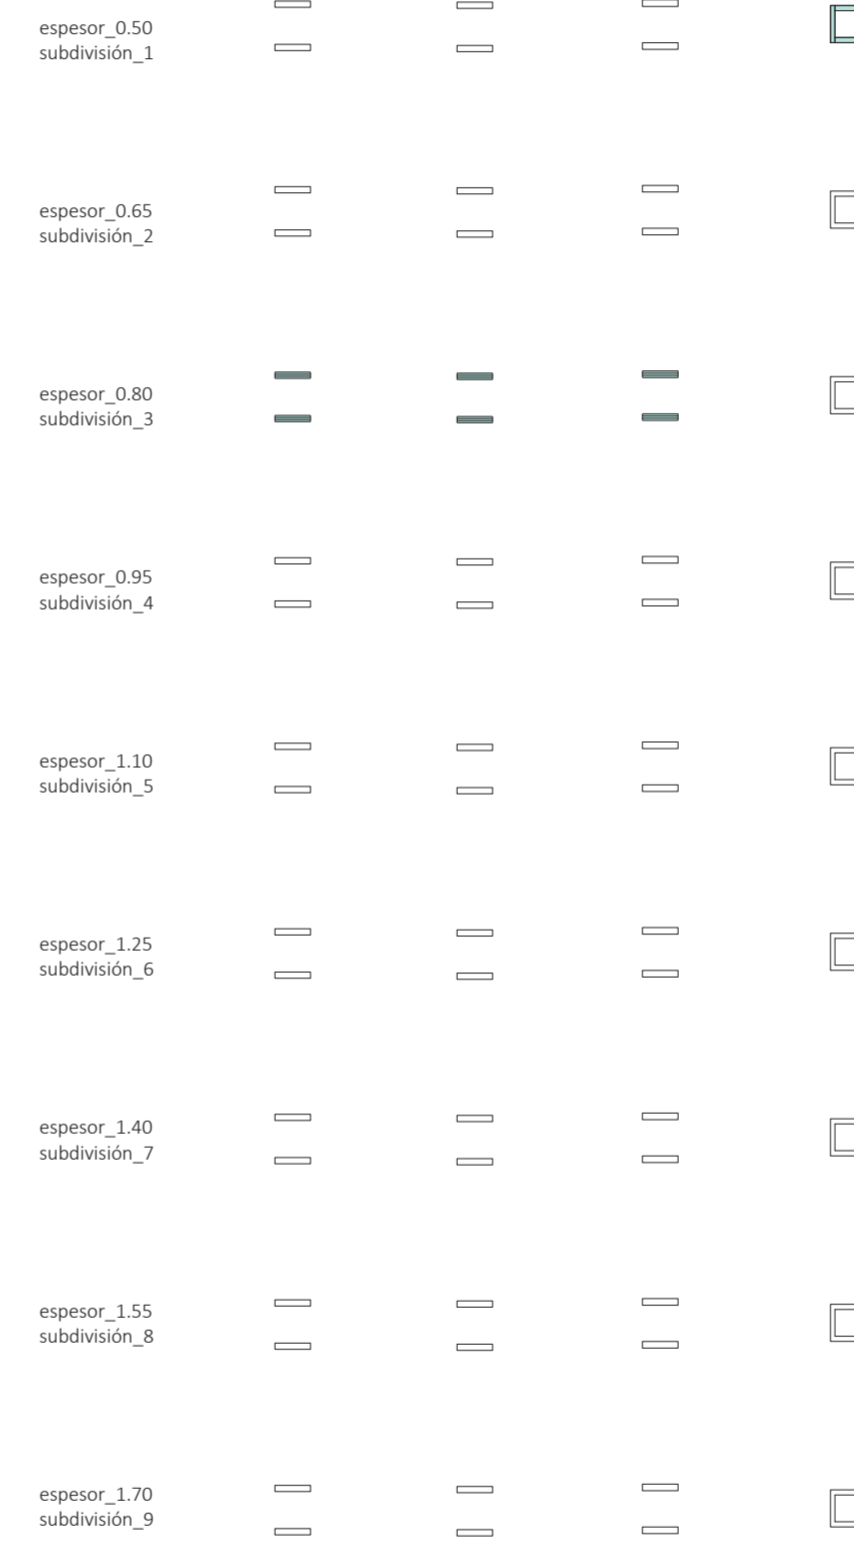 espesor_0.50
subdivisión_1
espesor_0.65
subdivisión_2
espesor_0.80
subdivisión_3
espesor_0.95
subdivisión_4
espesor_1.10
subdivisión_5
espesor_1.25
subdivisión_6
espesor_1.40
subdivisión_7
espesor_1.55
subdivisión_8
espesor_1.70
subdivisión_9